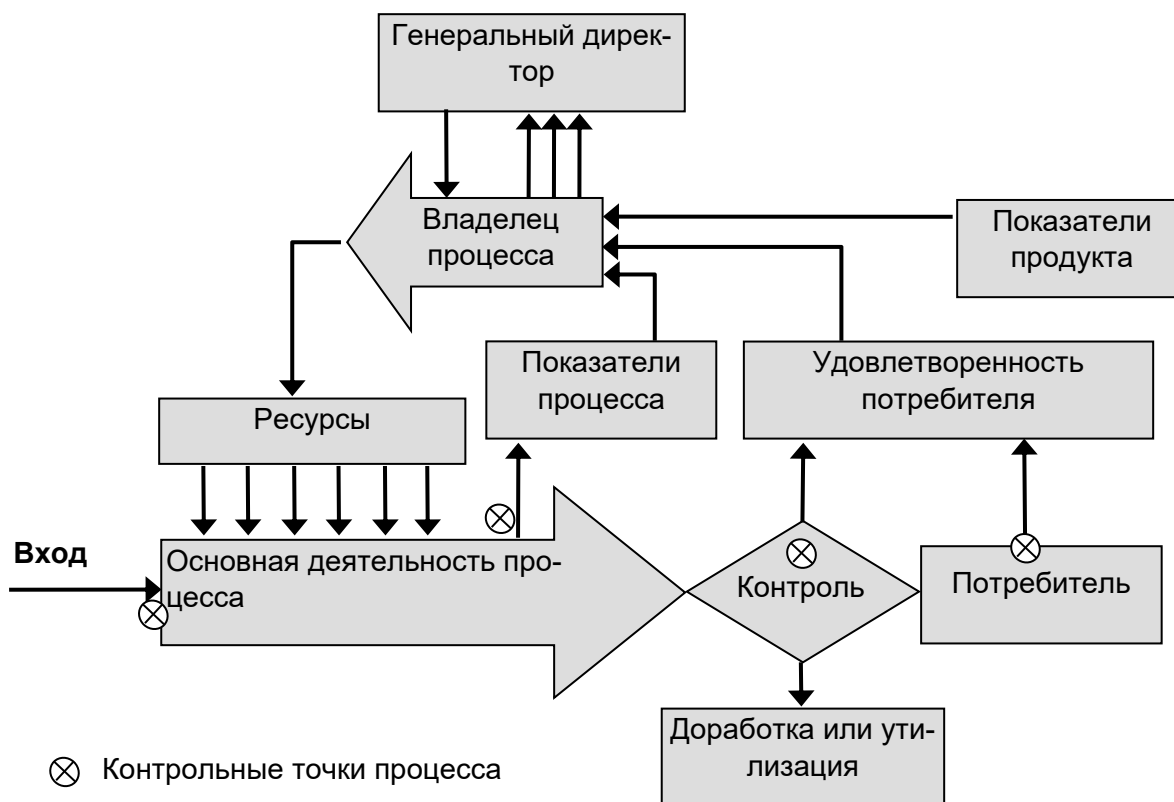 Генеральный дирек-
тор
Владелец
процесса
Показатели
продукта
Показатели
процесса
Удовлетворенность
потребителя
Ресурсы
Вход
Основная деятельность про-
цесса
Контроль
Потребитель
Доработка или ути-
лизация
Контрольные точки процесса